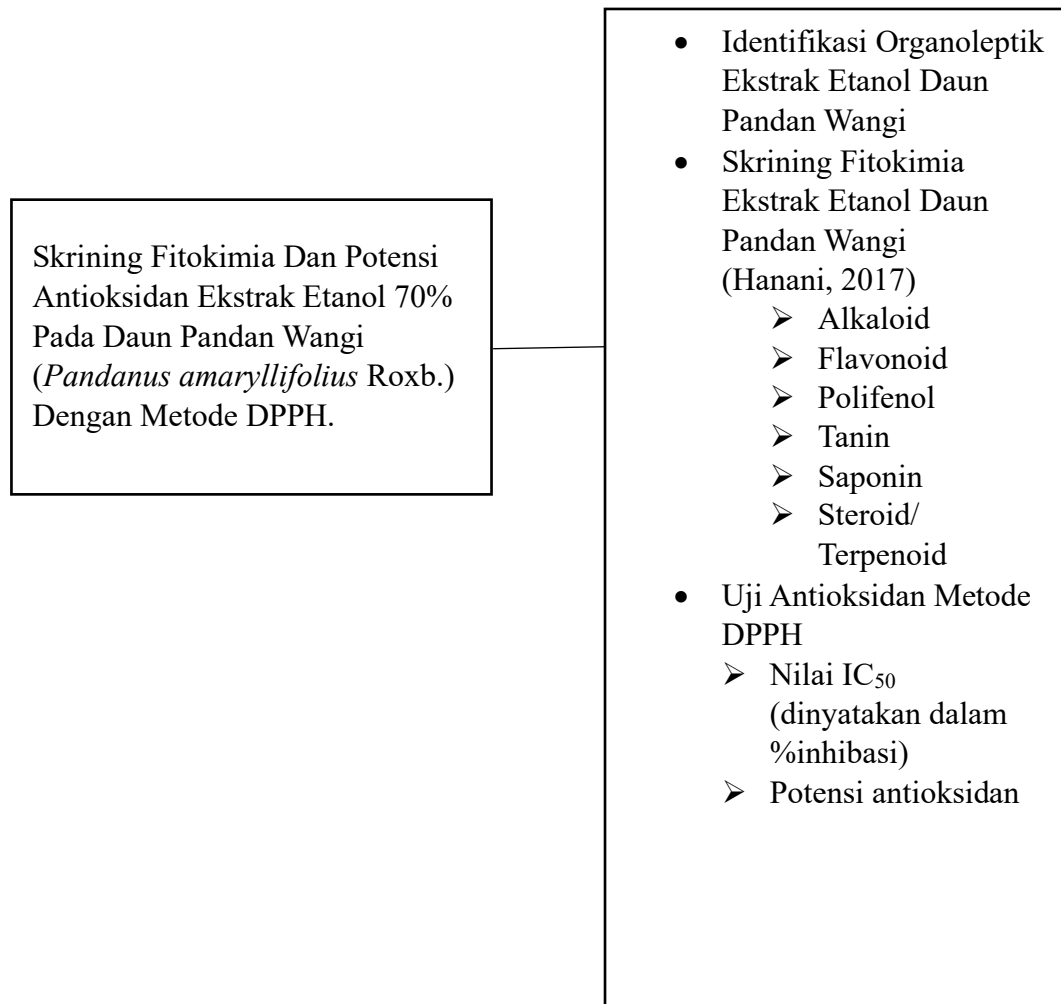 Skrining Fitokimia Dan Potensi
Antioksidan Ekstrak Etanol 70%
Pada Daun Pandan Wangi
(Pandanus amaryllifolius Roxb.)
Dengan Metode DPPH.
• Identifikasi Organoleptik
Ekstrak Etanol Daun
Pandan Wangi
• Skrining Fitokimia
Ekstrak Etanol Daun
Pandan Wangi
(Hanani, 2017)
➢ Alkaloid
➢ Flavonoid
➢ Polifenol
➢ Tanin
➢ Saponin
➢ Steroid/
Terpenoid
• Uji Antioksidan Metode
DPPH
➢ Nilai IC₅₀
(dinyatakan dalam
%inhibasi)
➢ Potensi antioksidan